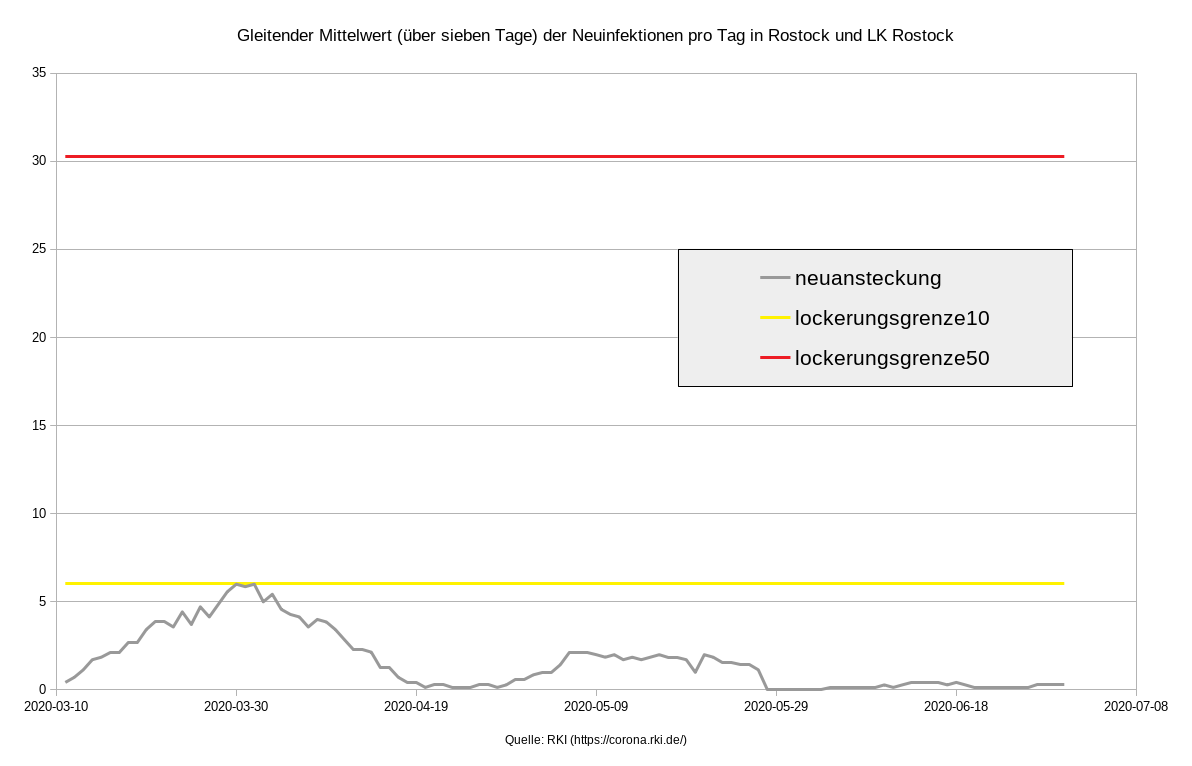 Gleitender Mittelwert (über sieben Tage) der Neuinfektionen pro Tag in Rostock und LK Rostock
35
30
25
20
15
10
5
0
neuansteckung
lockerungsgrenze10
lockerungsgrenze50
2020-03-10 2020-03-30 2020-04-19 2020-05-09 2020-05-29 2020-06-18 2020-07-08
Quelle: RKI (https://corona.rki.de/)